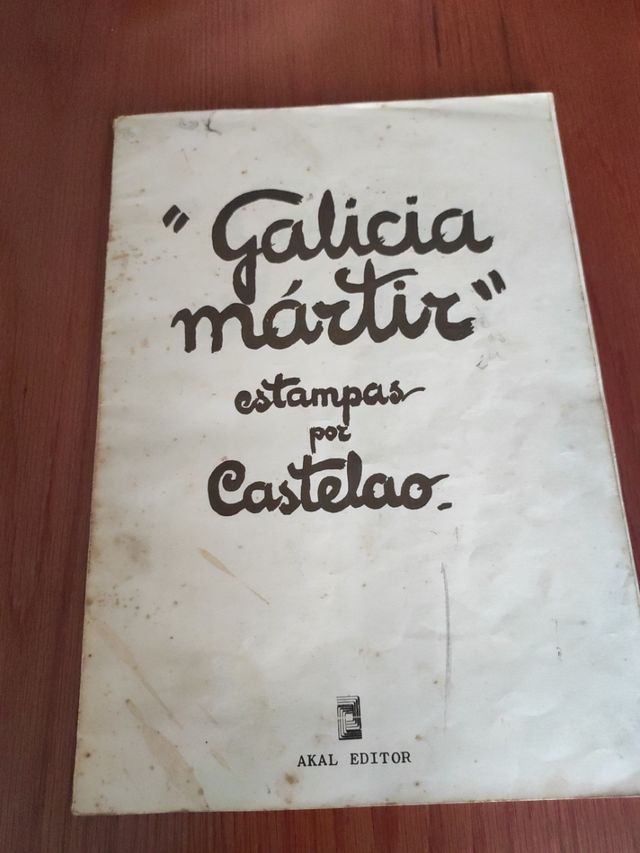 "Galicia
mártir"
estampas
por
Castelao.
AKAL EDITOR